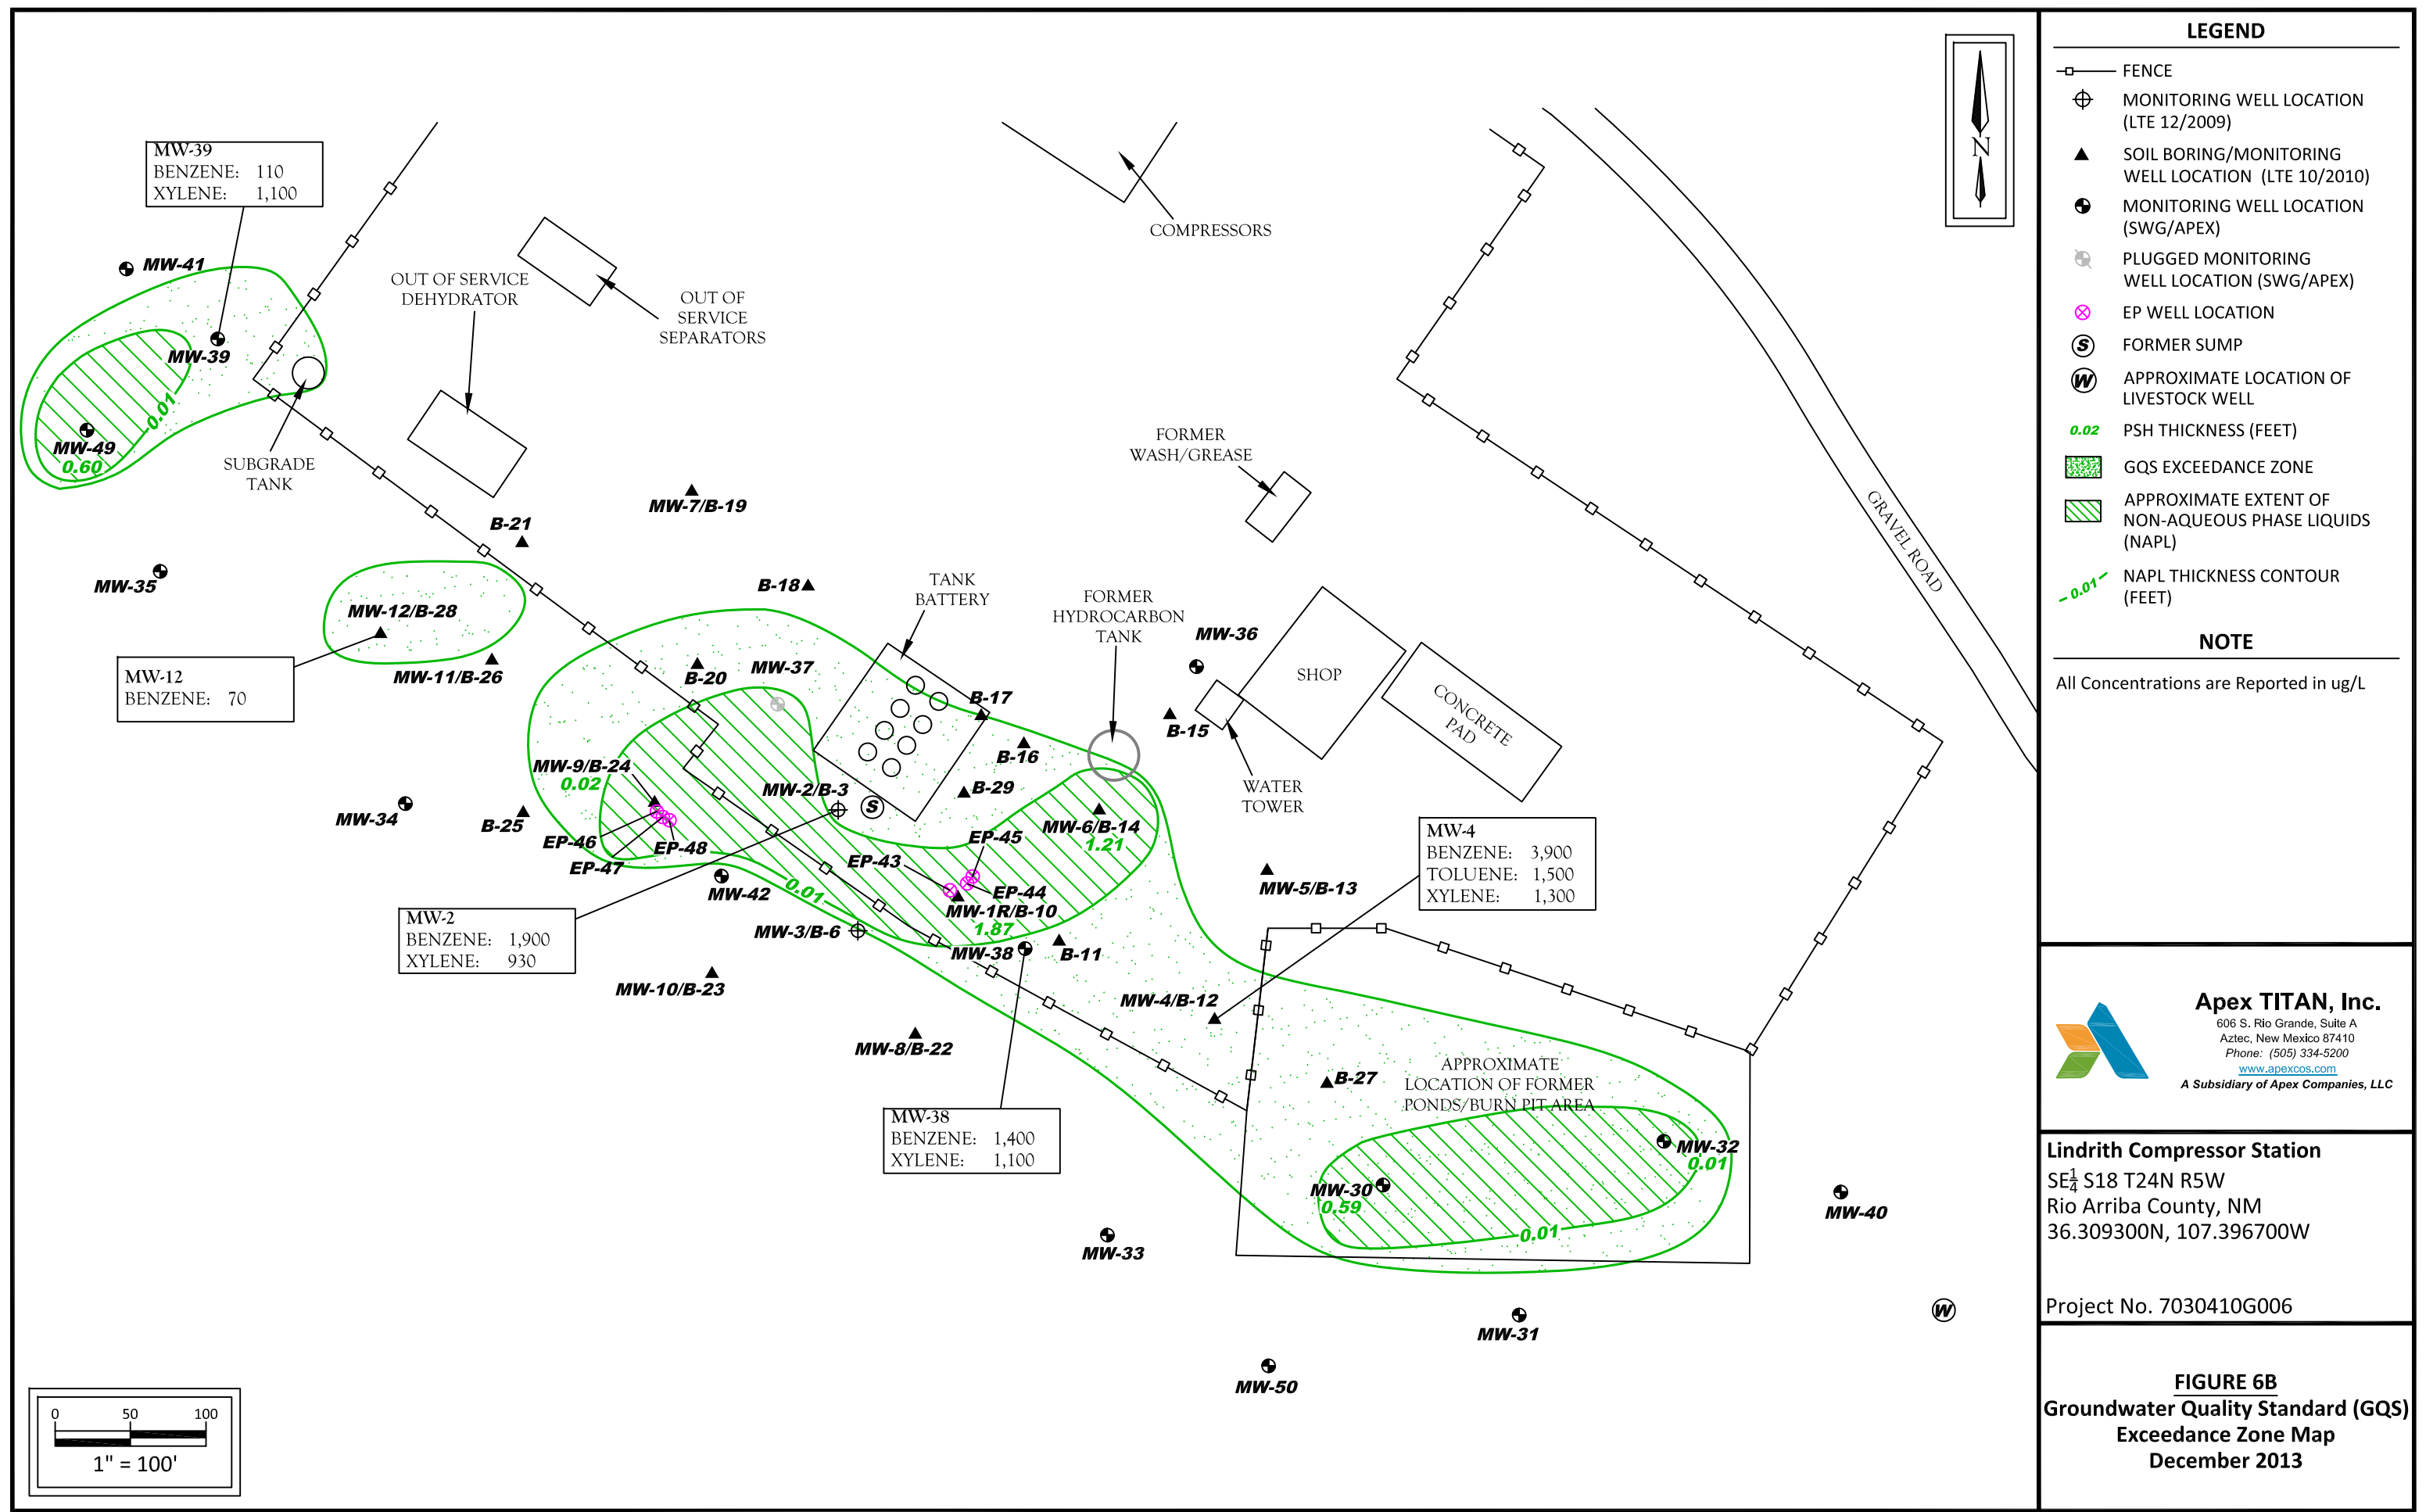 MW-39
BENZENE: 110
XYLENE: 1,100
MW-41
MW-39
MW-49
0.60
0.01
SUBGRADE
TANK
OUT OF SERVICE
DEHYDRATOR
OUT OF
SERVICE
SEPARATORS
COMPRESSORS
N
GRAVEL ROAD
FORMER
WASH/GREASE
MW-7/B-19
B-21
MW-35
MW-12/B-28
MW-12
BENZENE: 70
MW-11/B-26
B-18
TANK
BATTERY
FORMER
HYDROCARBON
TANK
MW-36
SHOP
CONCRETE
PAD
B-20
MW-37
B-17
B-15
B-16
WATER
TOWER
MW-9/B-24
0.02
MW-2/B-3
S
B-29
MW-34
B-25
EP-46
EP-47
EP-48
MW-6/B-14
1.21
EP-45
EP-43
EP-44
MW-1R/B-10
1.87
MW-42
0.01
MW-5/B-13
MW-4
BENZENE: 3,900
TOLUENE: 1,500
XYLENE: 1,300
MW-2
BENZENE: 1,900
XYLENE: 930
MW-3/B-6
MW-38
B-11
MW-10/B-23
MW-4/B-12
MW-8/B-22
B-27
APPROXIMATE
LOCATION OF FORMER
PONDS/BURN PIT AREA
MW-38
BENZENE: 1,400
XYLENE: 1,100
MW-32
0.01
MW-30
0.59
0.01
MW-40
MW-33
MW-31
MW-50
W
0 50 100
1" = 100'
LEGEND
FENCE
MONITORING WELL LOCATION
(LTE 12/2009)
SOIL BORING/MONITORING
WELL LOCATION (LTE 10/2010)
MONITORING WELL LOCATION
(SWG/APEX)
PLUGGED MONITORING
WELL LOCATION (SWG/APEX)
EP WELL LOCATION
S FORMER SUMP
W APPROXIMATE LOCATION OF
LIVESTOCK WELL
0.02 PSH THICKNESS (FEET)
GQS EXCEEDANCE ZONE
APPROXIMATE EXTENT OF
NON-AQUEOUS PHASE LIQUIDS
(NAPL)
0.01 NAPL THICKNESS CONTOUR
(FEET)
NOTE
All Concentrations are Reported in ug/L
Apex TITAN, Inc.
606 S. Rio Grande, Suite A
Aztec, New Mexico 87410
Phone: (505) 334-5200
www.apexcos.com
A Subsidiary of Apex Companies, LLC
Lindrith Compressor Station
SE¼ S18 T24N R5W
Rio Arriba County, NM
36.309300N, 107.396700W
Project No. 7030410G006
FIGURE 6B
Groundwater Quality Standard (GQS)
Exceedance Zone Map
December 2013